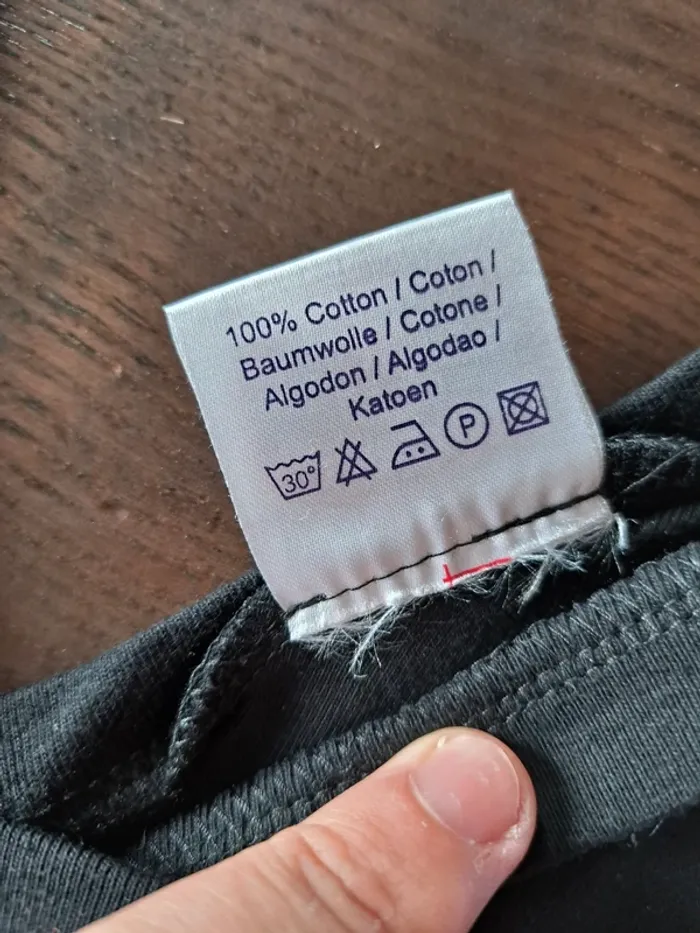 100% Cotton / Coton /
Baumwolle / Cotone /
Algodon / Algodao /
Katoen
30° P